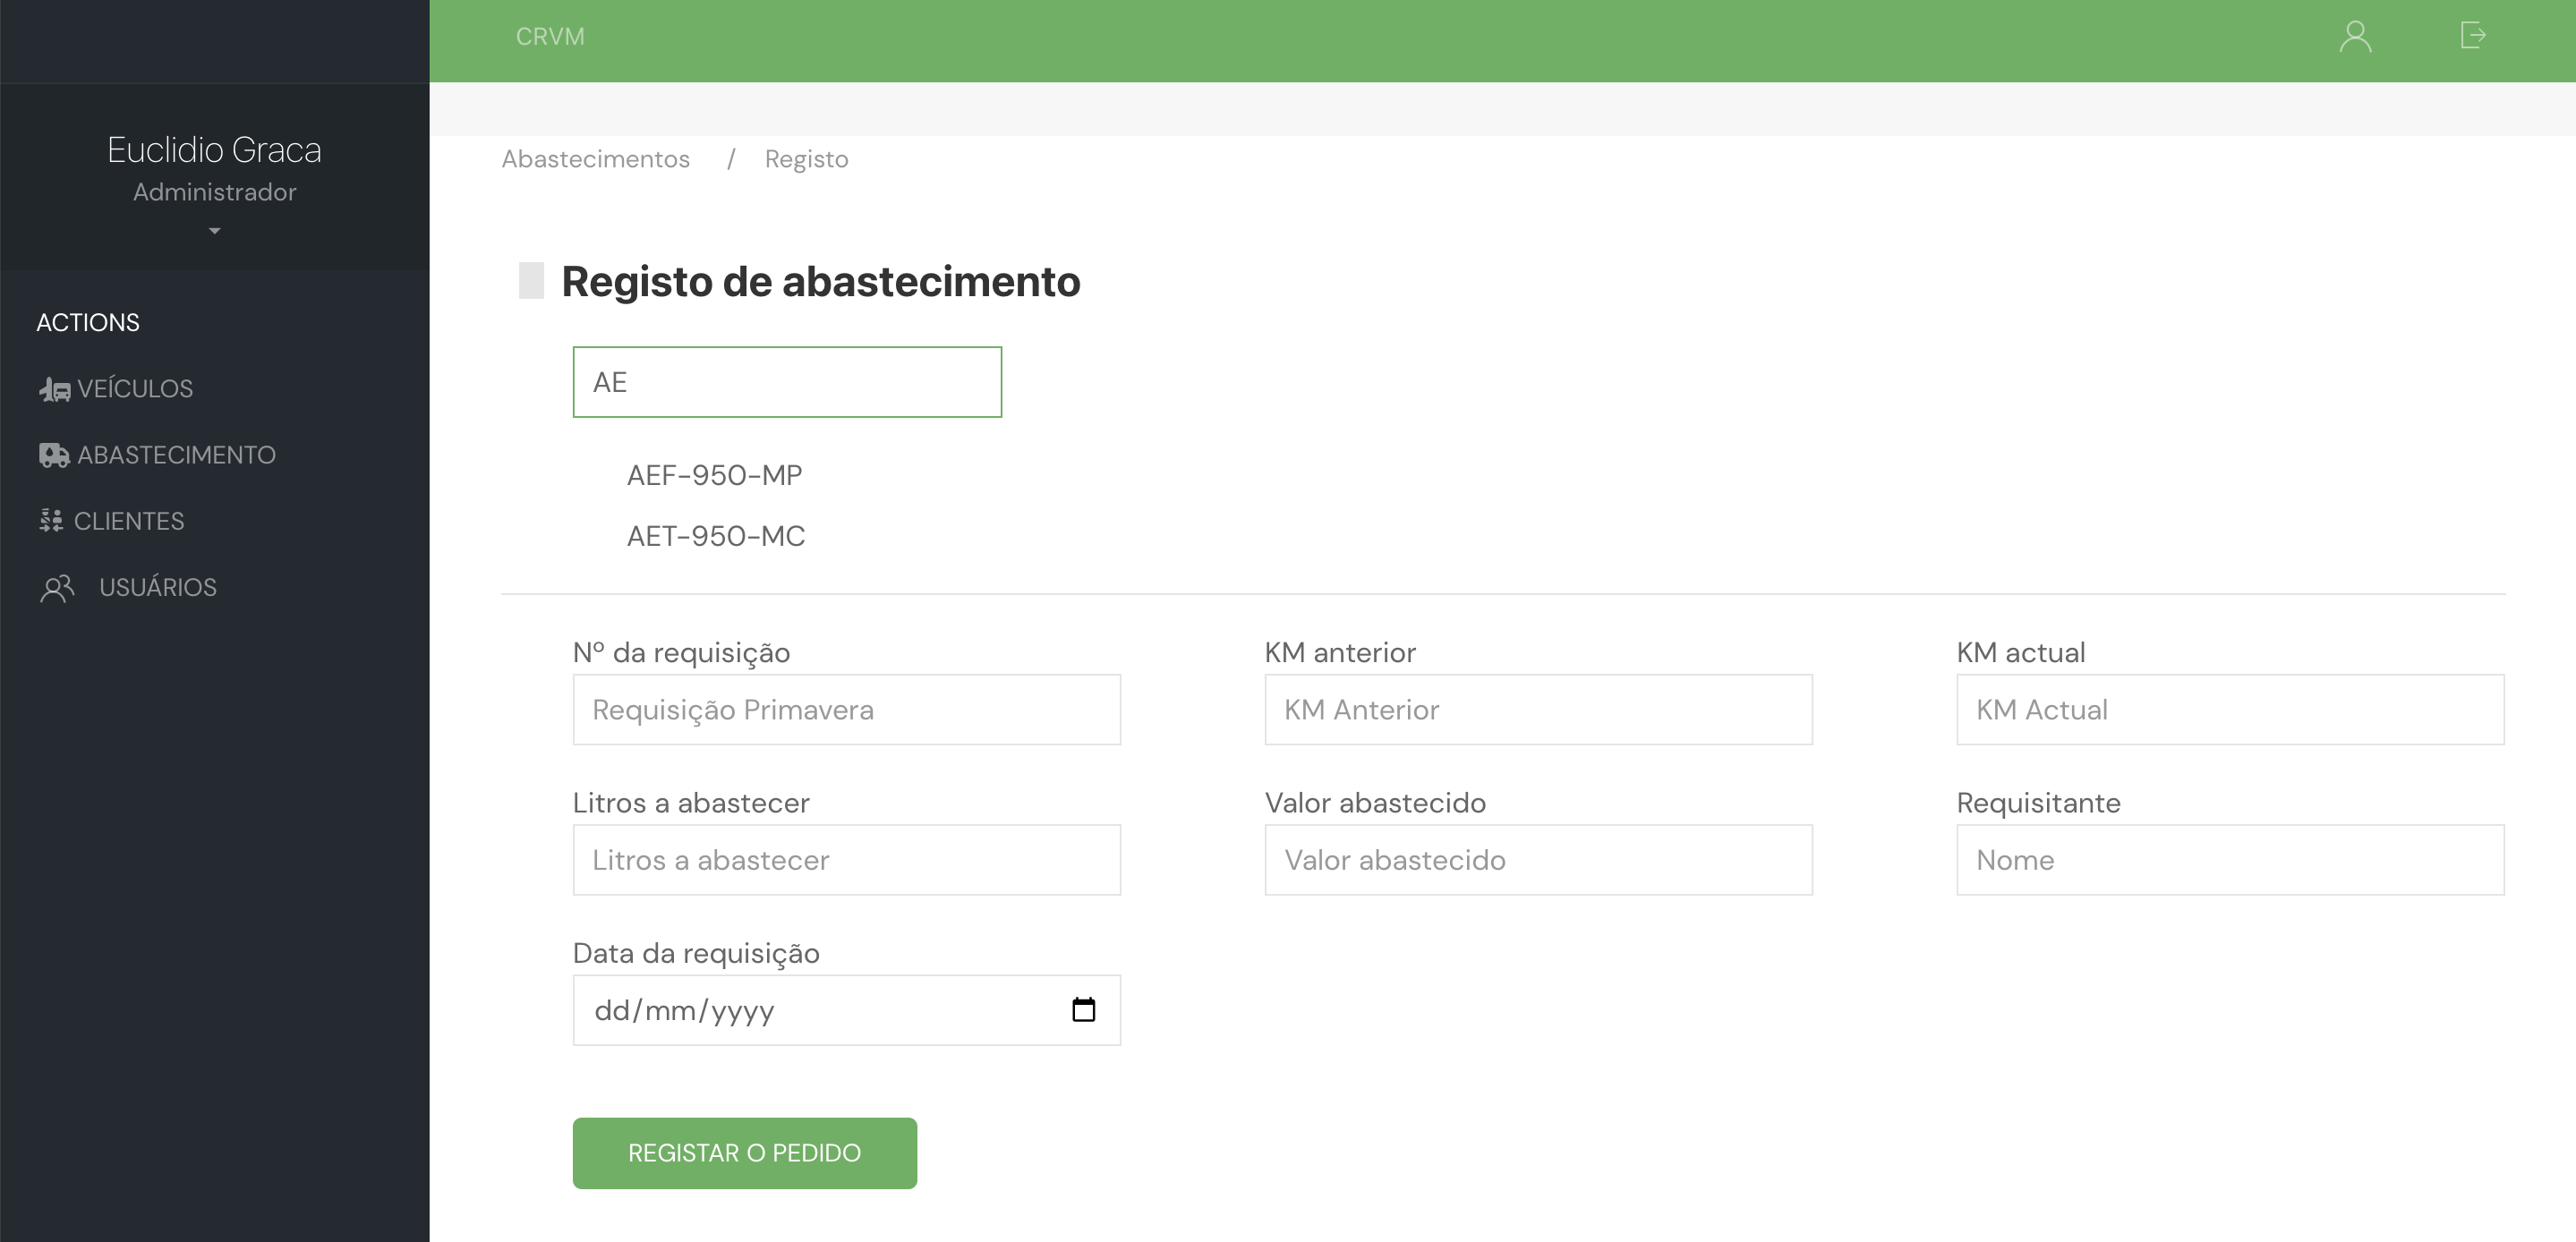 CRVM
Euclidio Graca
Administrador
ACTIONS
VEÍCULOS
ABASTECIMENTO
CLIENTES
USUÁRIOS
Abastecimentos / Registo
Registo de abastecimento
AE
AEF-950-MP
AET-950-MC
Nº da requisição
Requisição Primavera
KM anterior
KM Anterior
KM actual
KM Actual
Litros a abastecer
Litros a abastecer
Valor abastecido
Valor abastecido
Requisitante
Nome
Data da requisição
dd/mm/yyyy
REGISTAR O PEDIDO